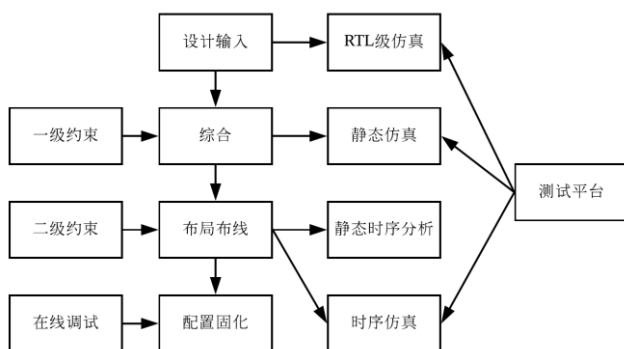 设计输入
RTL级仿真
一级约束
综合
静态仿真
测试平台
二级约束
布局布线
静态时序分析
在线调试
配置固化
时序仿真